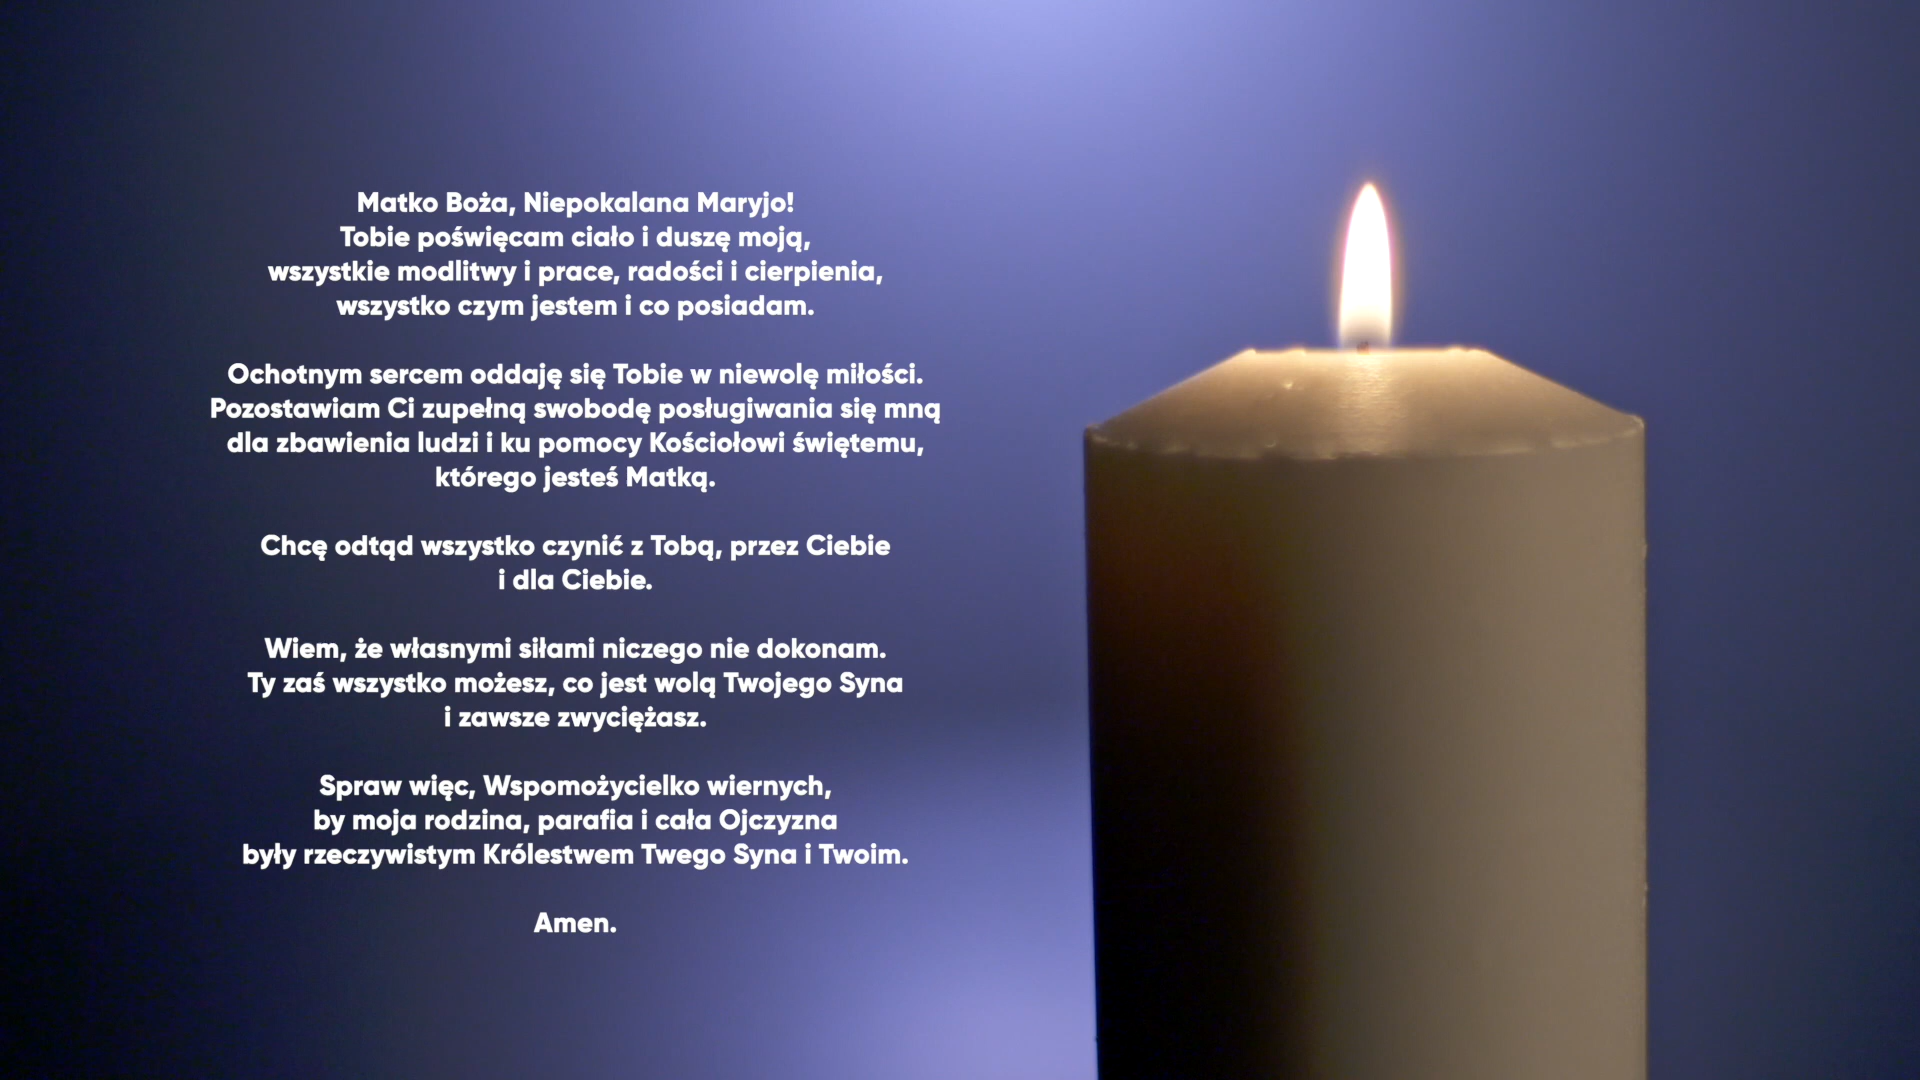 Matko Boża, Niepokalana Maryjo!
Tobie poświęcam ciało i duszę moją,
wszystkie modlitwy i prace, radości i cierpienia,
wszystko czym jestem i co posiadam.
Ochotnym sercem oddaję się Tobie w niewolę miłości.
Pozostawiam Ci zupełną swobodę posługiwania się mną
dla zbawienia ludzi i ku pomocy Kościołowi świętemu,
którego jesteś Matką.
Chcę odtąd wszystko czynić z Tobą, przez Ciebie
i dla Ciebie.
Wiem, że własnymi siłami niczego nie dokonam.
Ty zaś wszystko możesz, co jest wolą Twojego Syna
i zawsze zwyciężasz.
Spraw więc, Wspomożycielko wiernych,
by moja rodzina, parafia i cała Ojczyzna
były rzeczywistym Królestwem Twego Syna i Twoim.
Amen.